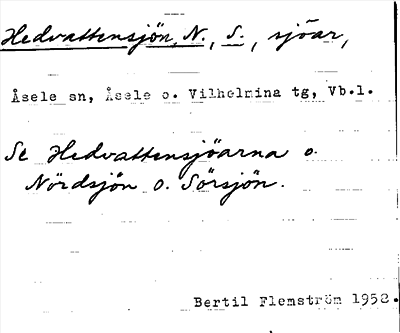 Hedvattensjön, N., S., sjöar,
Åsele sn, Åsele o. Vilhelmina tg, Vb.l.
Se Hedvattensjöarna o.
Nördsjön o. Sörsjön.
Bertil Flemström 1952.